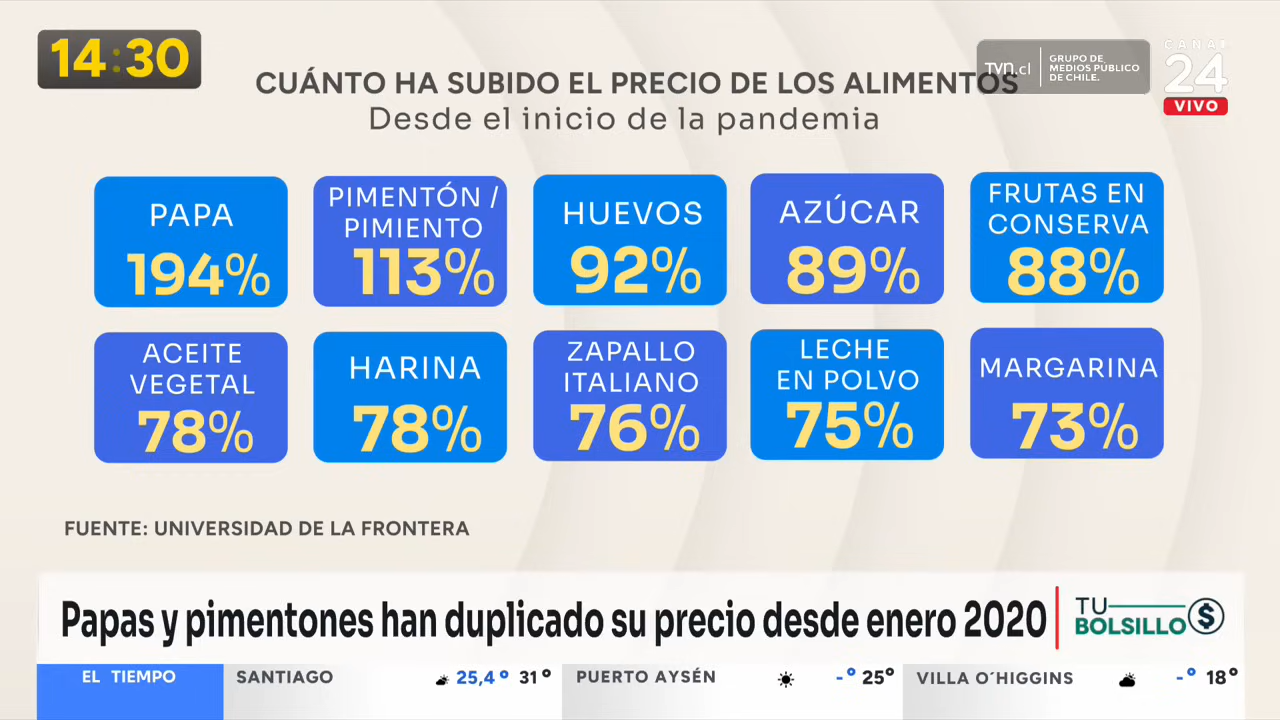 14:30
CUÁNTO HA SUBIDO EL PRECIO DE LOS ALIMENTOS
Desde el inicio de la pandemia
tvn.cl
GRUPO DE
MEDIOS PÚBLICO
DE CHILE.
CANAL
24
VIVO
PAPA
194%
PIMENTÓN /
PIMIENTO
113%
HUEVOS
92%
AZÚCAR
89%
FRUTAS EN
CONSERVA
88%
ACEITE
VEGETAL
78%
HARINA
78%
ZAPALLO
ITALIANO
76%
LECHE
EN POLVO
75%
MARGARINA
73%
FUENTE: UNIVERSIDAD DE LA FRONTERA
Papas y pimentones han duplicado su precio desde enero 2020
TU
BOLSILLO
$
EL TIEMPO
SANTIAGO 25,4° 31°
PUERTO AYSÉN -° 25°
VILLA O´HIGGINS -° 18°